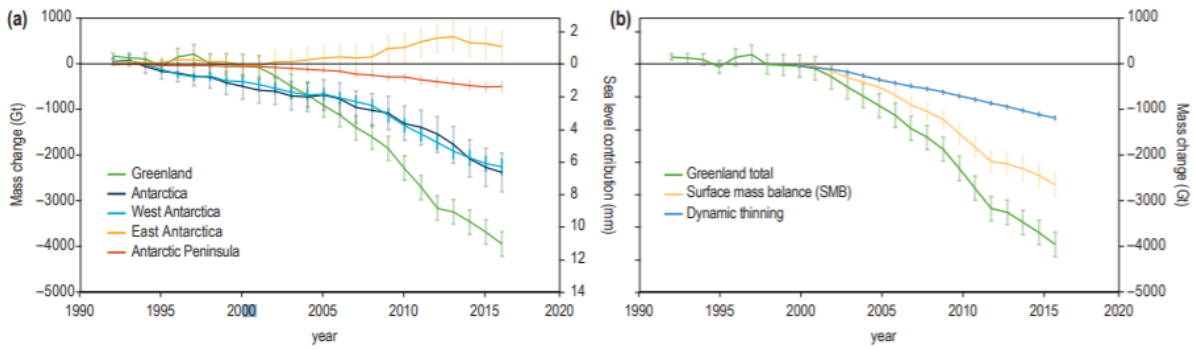 (a)
1000
0
–1000
–2000
–3000
–4000
–5000
Mass change (Gt)
Greenland
Antarctica
West Antarctica
East Antarctica
Antarctic Peninsula
1990
1995
2000
2005
2010
2015
2020
year
2
0
2
4
6
8
10
12
14
Sea level contribution (mm)
(b)
Greenland total
Surface mass balance (SMB)
Dynamic thinning
1990
1995
2000
2005
2010
2015
2020
year
1000
0
–1000
–2000
–3000
–4000
–5000
Mass change (Gt)